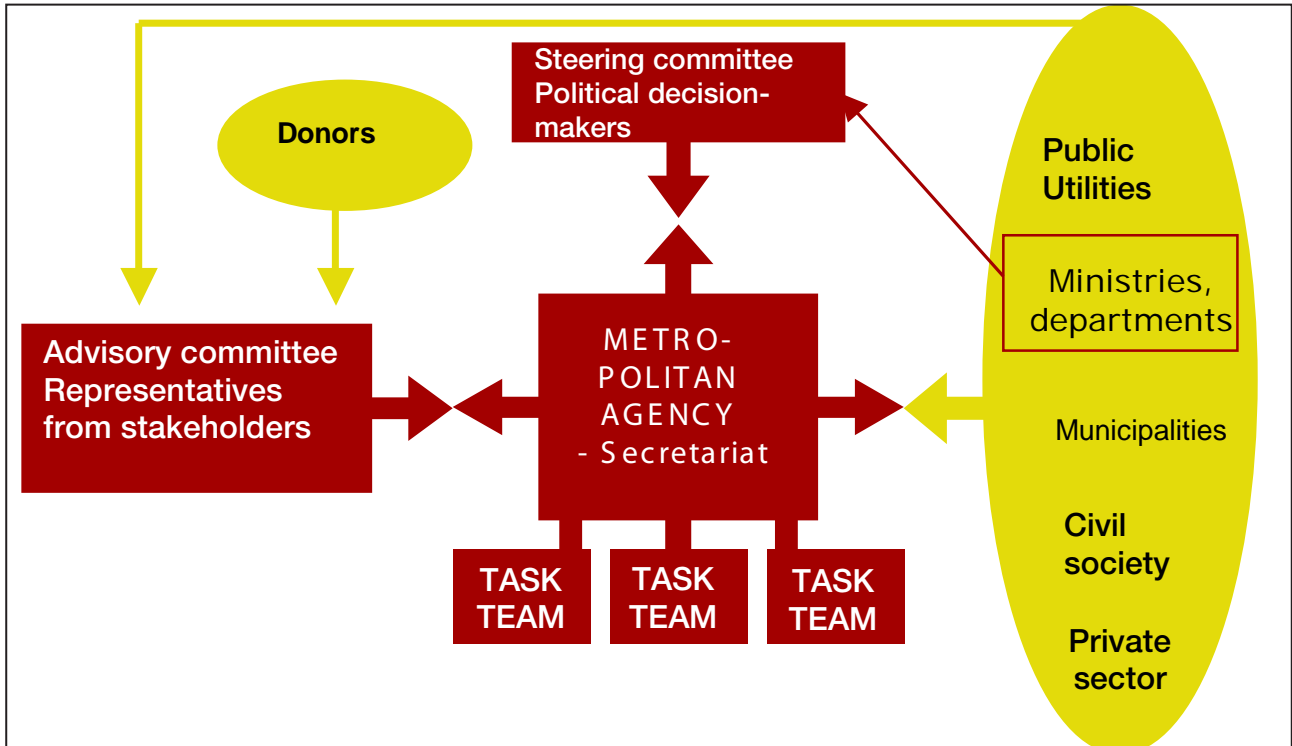 Steering committee
Political decision-
makers
Donors
Public
Utilities
Ministries,
departments
Advisory committee
Representatives
from stakeholders
METRO-
POLITAN
AGENCY
- Secretariat
Municipalities
Civil
society
TASK
TEAM
TASK
TEAM
TASK
TEAM
Private
sector